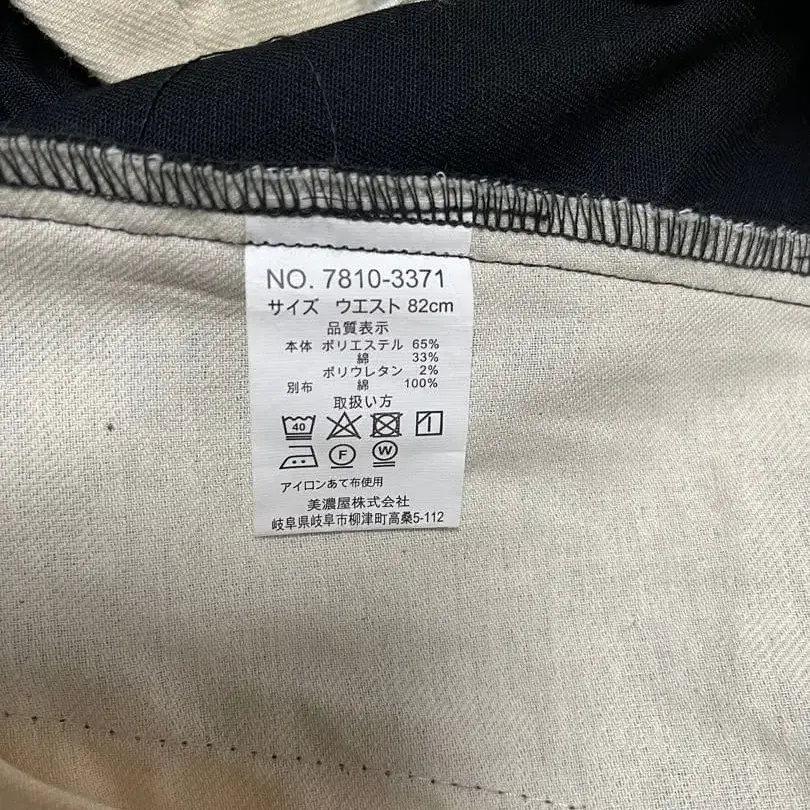 NO. 7810-3371
サイズ ウエスト 82cm
品質表示
本体 ポリエステル 65%
綿 33%
ポリウレタン 2%
別布 綿 100%
取扱い方
40
F W
アイロンあて布使用
美濃屋株式会社
岐阜県岐阜市柳津町高桑5-112